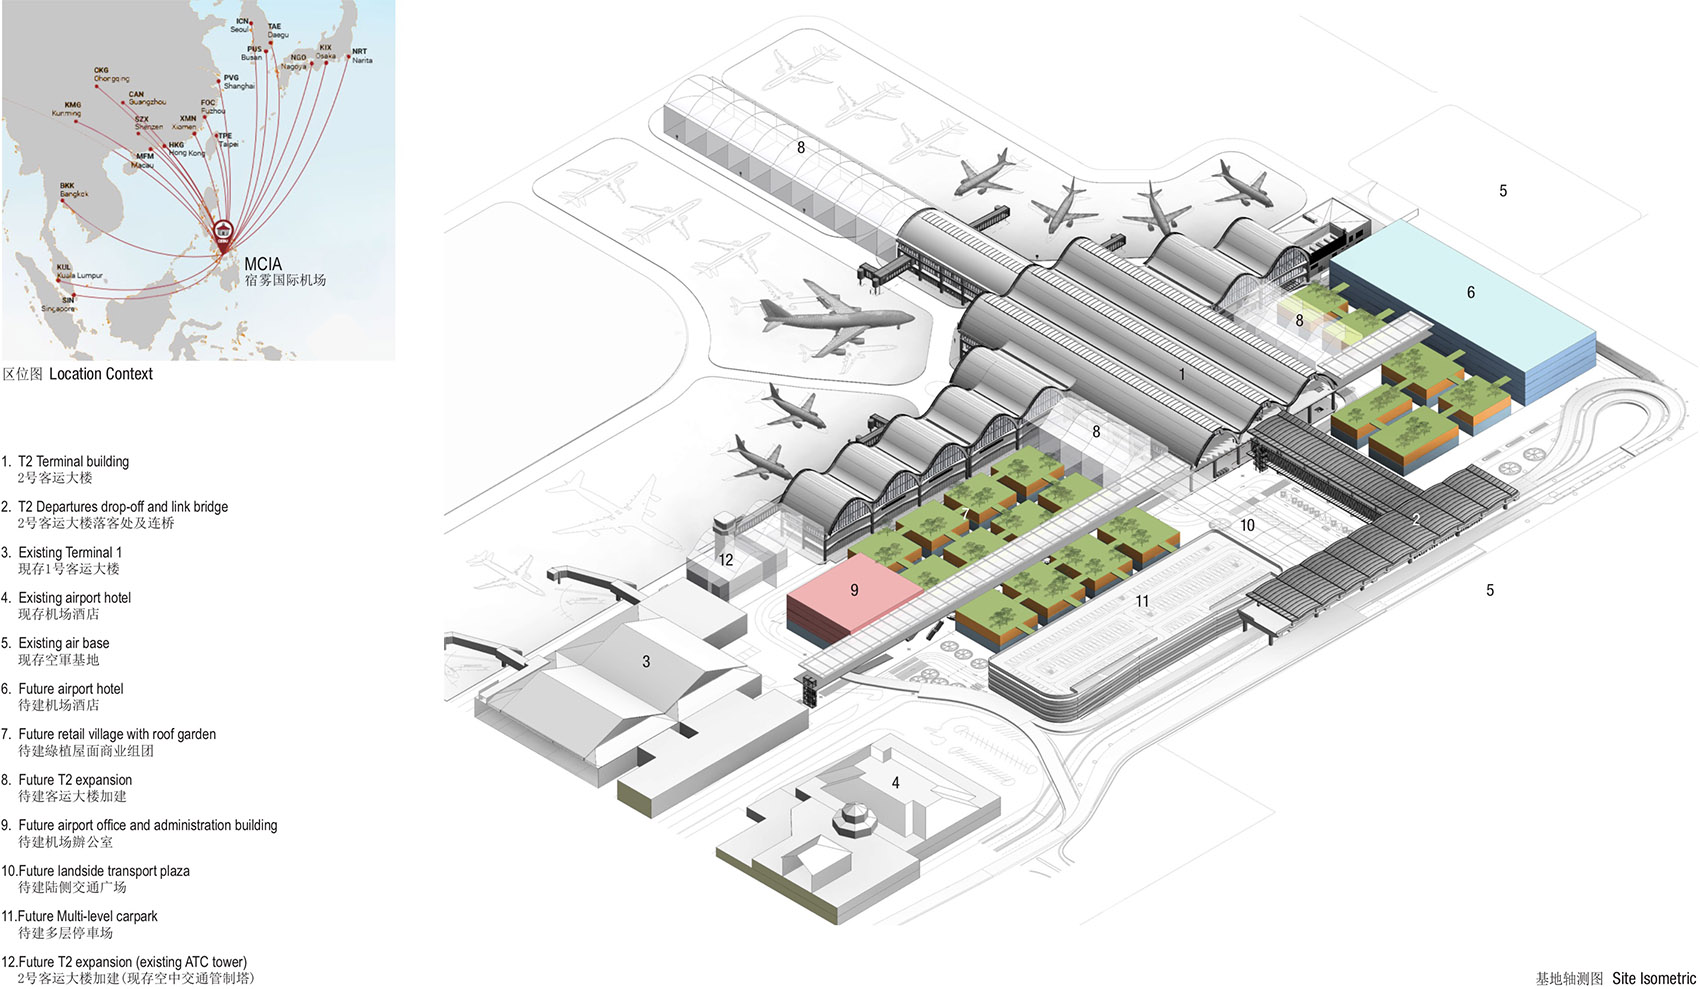 ICN
Seoul
TAE
Daegu
PUS
Busan
NGO
Nagoya
KIX
Osaka
NRT
Narita
CKG
Chongqing
PVG
Shanghai
CAN
Guangzhou
KMG
Kunming
FOC
Fuzhou
SZX
Shenzen
XMN
Xiamen
TPE
Taipei
HKG
Hong Kong
MFM
Macau
BKK
Bangkok
KUL
Kuala Lumpur
SIN
Singapore
MCIA
宿雾国际机场
区位图 Location Context
1. T2 Terminal building
2号客运大楼
2. T2 Departures drop-off and link bridge
2号客运大楼落客处及连桥
3. Existing Terminal 1
现存1号客运大楼
4. Existing airport hotel
现存机场酒店
5. Existing air base
现存空軍基地
6. Future airport hotel
待建机场酒店
7. Future retail village with roof garden
待建綠植屋面商业组团
8. Future T2 expansion
待建客运大楼加建
9. Future airport office and administration building
待建机场辦公室
10.Future landside transport plaza
待建陆侧交通广场
11.Future Multi-level carpark
待建多层停車场
12.Future T2 expansion (existing ATC tower)
2号客运大楼加建(现存空中交通管制塔)
8
5
6
8
1
8
7
10
2
12
9
11
5
3
4
基地轴测图 Site Isometric